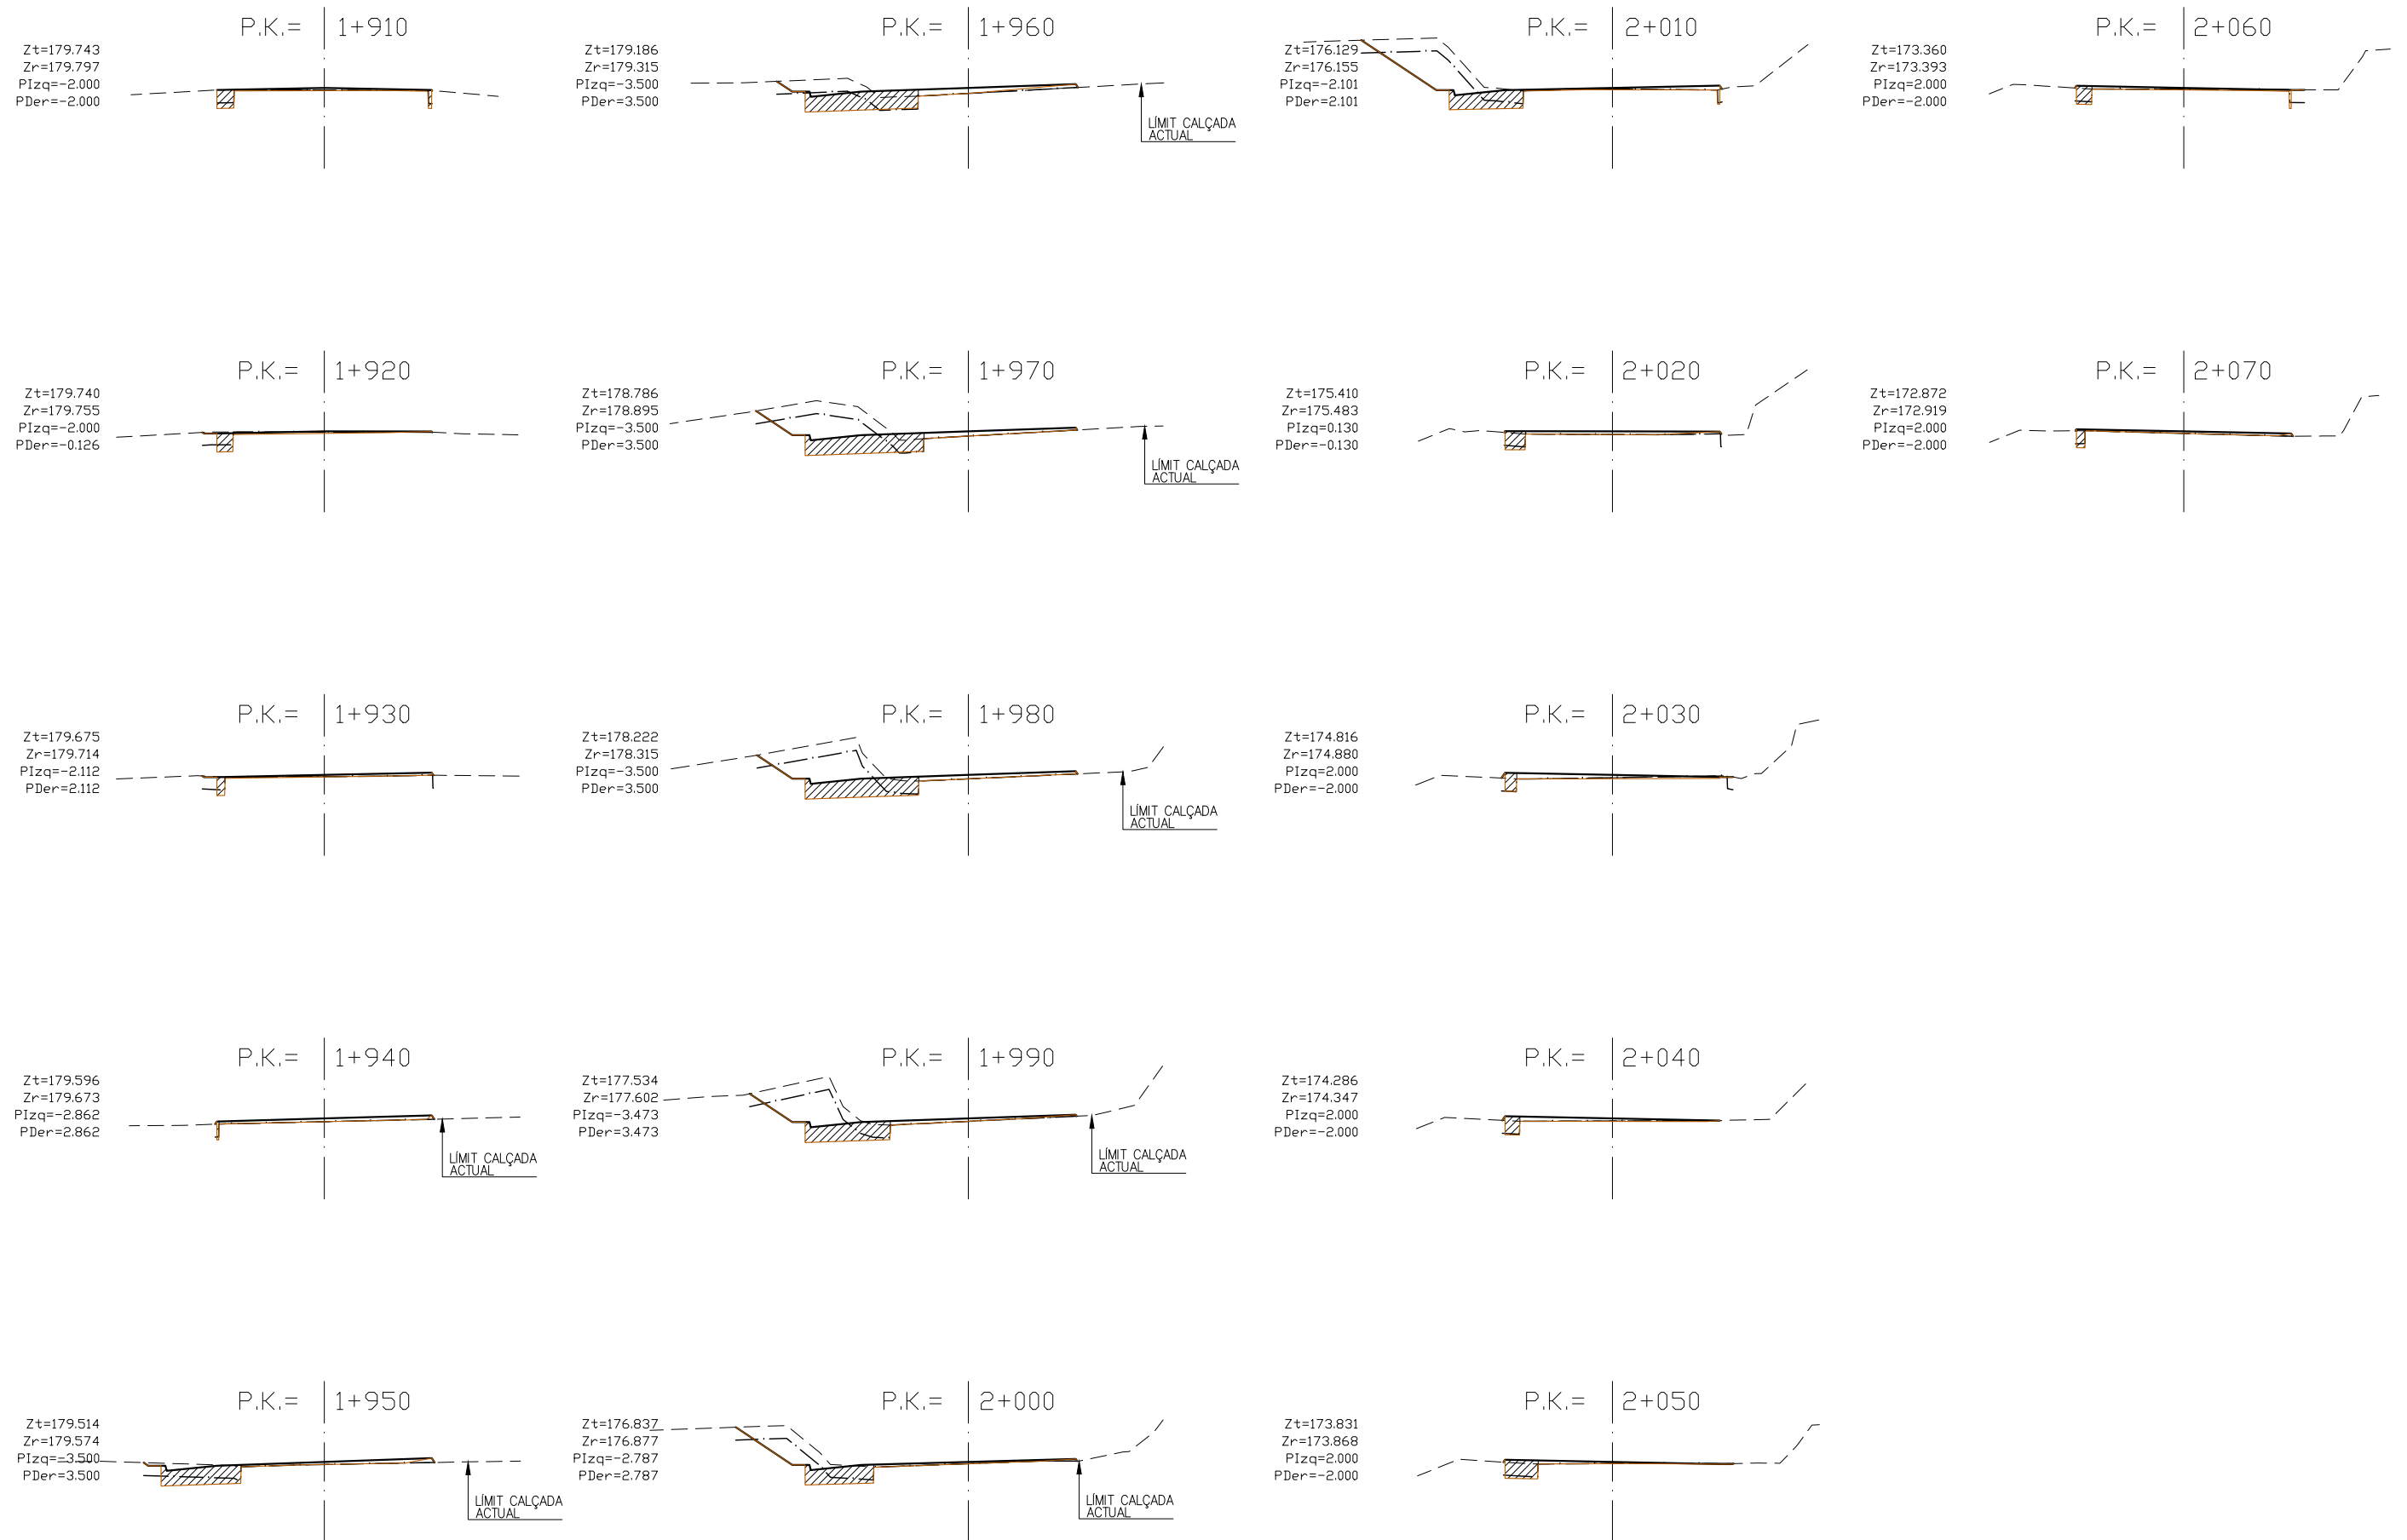 P.K.= 1+910
Zt=179.743
Zr=179.797
PIzq=-2.000
PDer=-2.000
P.K.= 1+920
Zt=179.740
Zr=179.755
PIzq=-2.000
PDer=-0.126
P.K.= 1+930
Zt=179.675
Zr=179.714
PIzq=-2.112
PDer=2.112
P.K.= 1+940
Zt=179.596
Zr=179.673
PIzq=-2.862
PDer=2.862
LÍMIT CALÇADA
ACTUAL
P.K.= 1+950
Zt=179.514
Zr=179.574
PIzq=-3.500
PDer=3.500
LÍMIT CALÇADA
ACTUAL
P.K.= 1+960
Zt=179.186
Zr=179.315
PIzq=-3.500
PDer=3.500
LÍMIT CALÇADA
ACTUAL
P.K.= 1+970
Zt=178.786
Zr=178.895
PIzq=-3.500
PDer=3.500
LÍMIT CALÇADA
ACTUAL
P.K.= 1+980
Zt=178.222
Zr=178.315
PIzq=-3.500
PDer=3.500
LÍMIT CALÇADA
ACTUAL
P.K.= 1+990
Zt=177.534
Zr=177.602
PIzq=-3.473
PDer=3.473
LÍMIT CALÇADA
ACTUAL
P.K.= 2+000
Zt=176.837
Zr=176.877
PIzq=-2.787
PDer=2.787
LÍMIT CALÇADA
ACTUAL
P.K.= 2+010
Zt=176.129
Zr=176.155
PIzq=-2.101
PDer=2.101
P.K.= 2+020
Zt=175.410
Zr=175.483
PIzq=0.130
PDer=-0.130
P.K.= 2+030
Zt=174.816
Zr=174.880
PIzq=2.000
PDer=-2.000
P.K.= 2+040
Zt=174.286
Zr=174.347
PIzq=2.000
PDer=-2.000
P.K.= 2+050
Zt=173.831
Zr=173.868
PIzq=2.000
PDer=-2.000
P.K.= 2+060
Zt=173.360
Zr=173.393
PIzq=2.000
PDer=-2.000
P.K.= 2+070
Zt=172.872
Zr=172.919
PIzq=2.000
PDer=-2.000